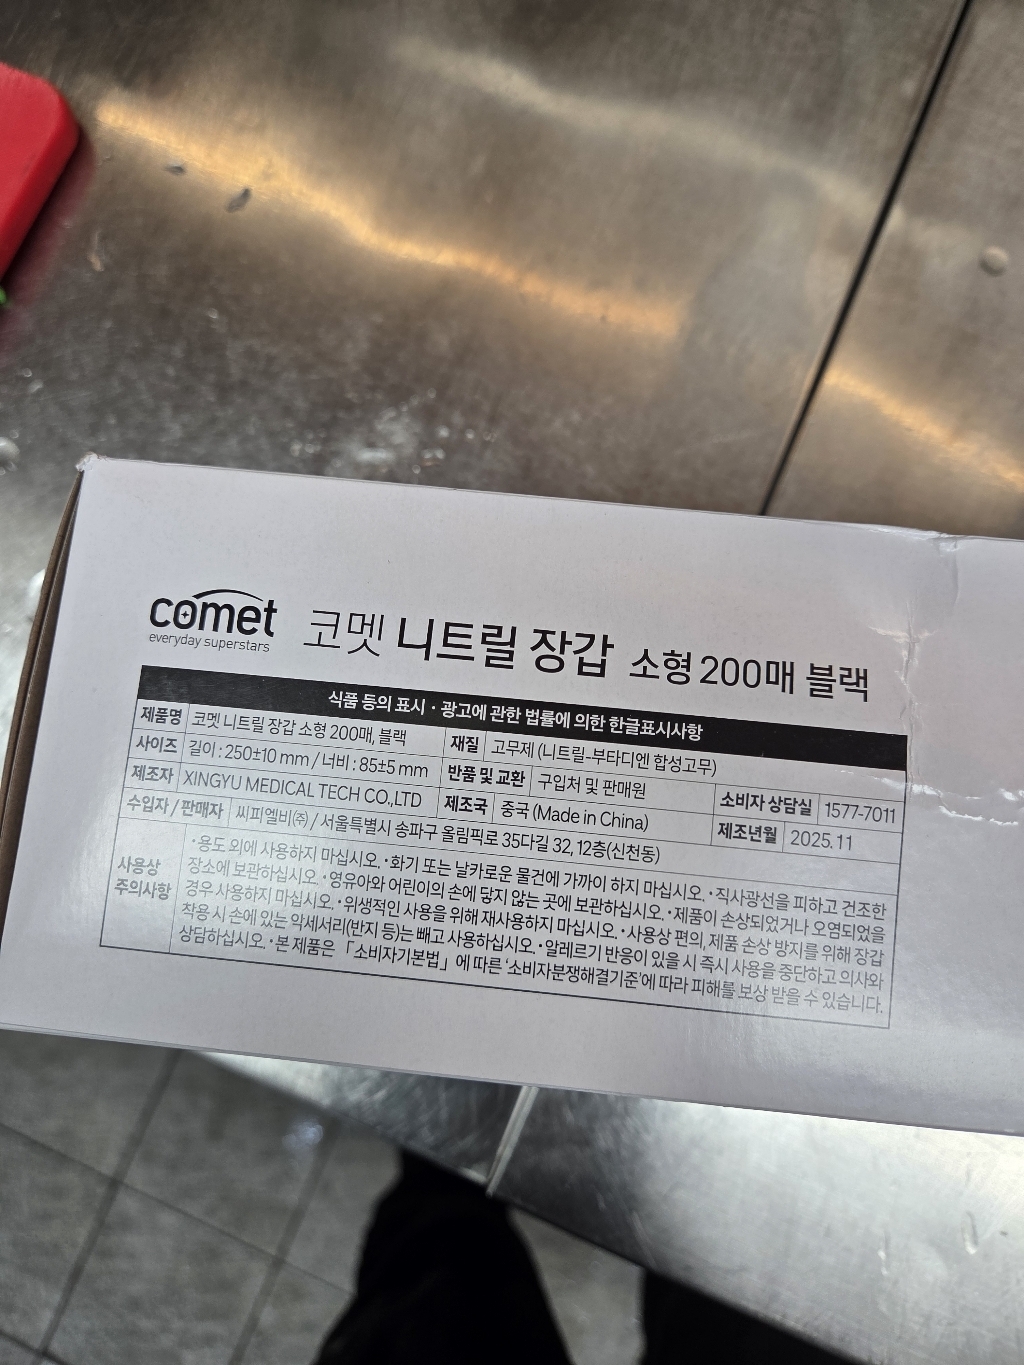 comet
everyday superstars
코멧 니트릴 장갑 소형 200매 블랙
식품 등의 표시 · 광고에 관한 법률에 의한 한글표시사항
제품명 코멧 니트릴 장갑 소형 200매, 블랙 재질 고무제 (니트릴-부타디엔 합성고무)
사이즈 길이 : 250±10 mm / 너비 : 85±5 mm 반품 및 교환 구입처 및 판매원 소비자 상담실 1577-7011
제조자 XINGYU MEDICAL TECH CO.,LTD 제조국 중국 (Made in China) 제조년월 2025.11
수입자 / 판매자 씨피엘비㈜ / 서울특별시 송파구 올림픽로 35다길 32, 12층(신천동)
사용상 주의사항
·용도 외에 사용하지 마십시오. ·화기 또는 날카로운 물건에 가까이 하지 마십시오. ·직사광선을 피하고 건조한
장소에 보관하십시오. ·영유아와 어린이의 손에 닿지 않는 곳에 보관하십시오. ·제품이 손상되었거나 오염되었을
경우 사용하지 마십시오. ·위생적인 사용을 위해 재사용하지 마십시오. ·사용상 편의, 제품 손상 방지를 위해 장갑
착용 시 손에 있는 악세서리(반지 등)는 빼고 사용하십시오. ·알레르기 반응이 있을 시 즉시 사용을 중단하고 의사와
상담하십시오. ·본 제품은 「소비자기본법」에 따른 '소비자분쟁해결기준'에 따라 피해를 보상 받을 수 있습니다.